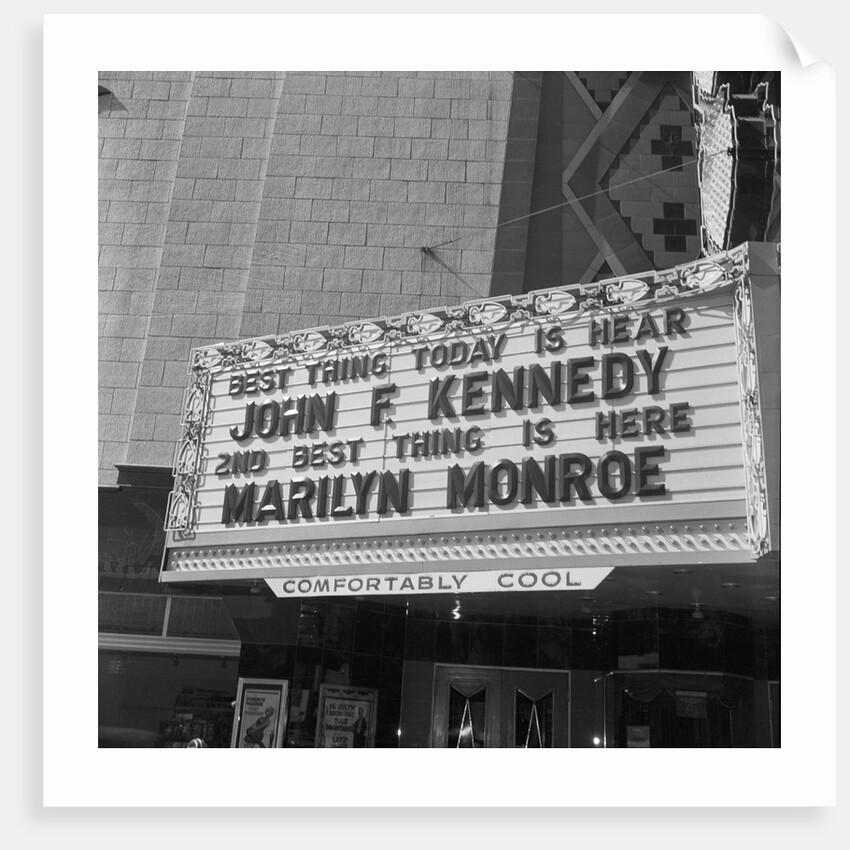 BEST THING TODAY IS HEAR
JOHN F KENNEDY
2ND BEST THING IS HERE
MARILYN MONROE
COMFORTABLY COOL